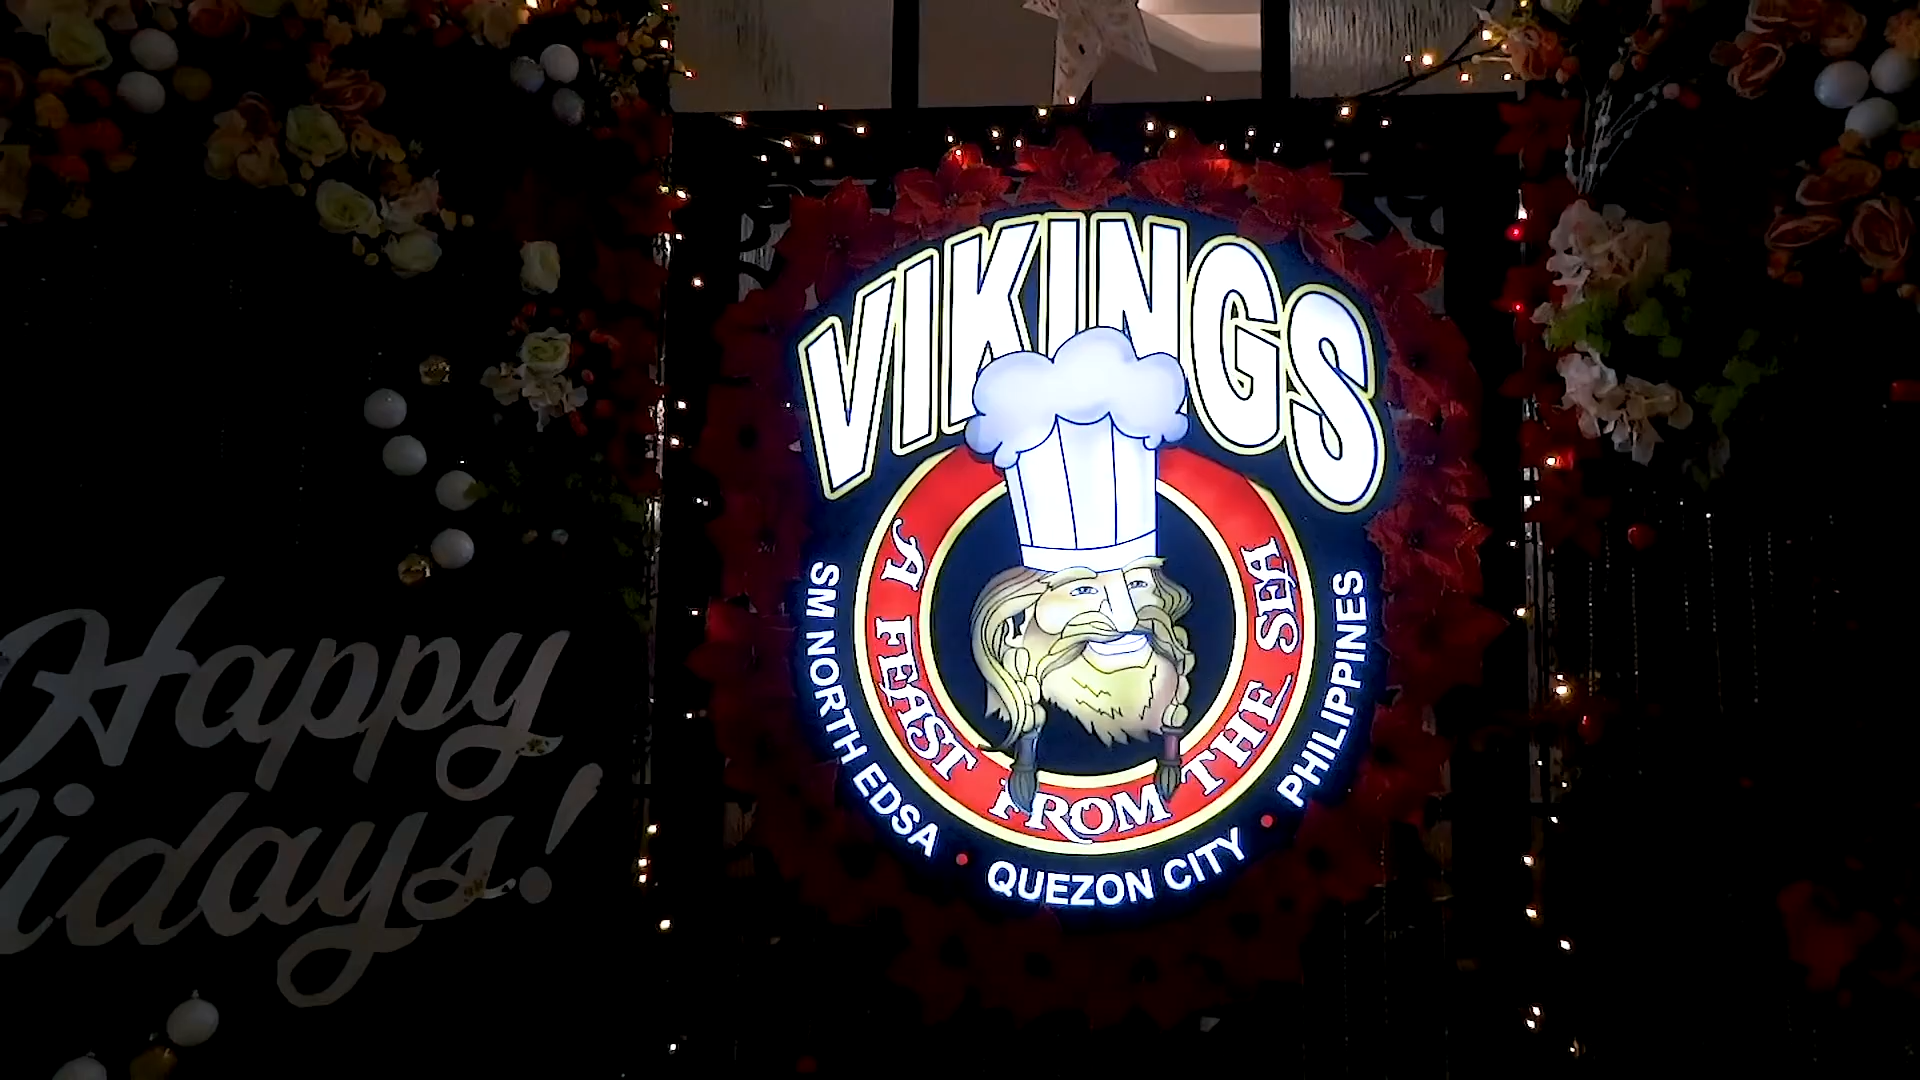 VIKINGS
A FEAST FROM THE SEA
SM NORTH EDSA • QUEZON CITY • PHILIPPINES
Happy
lidays!